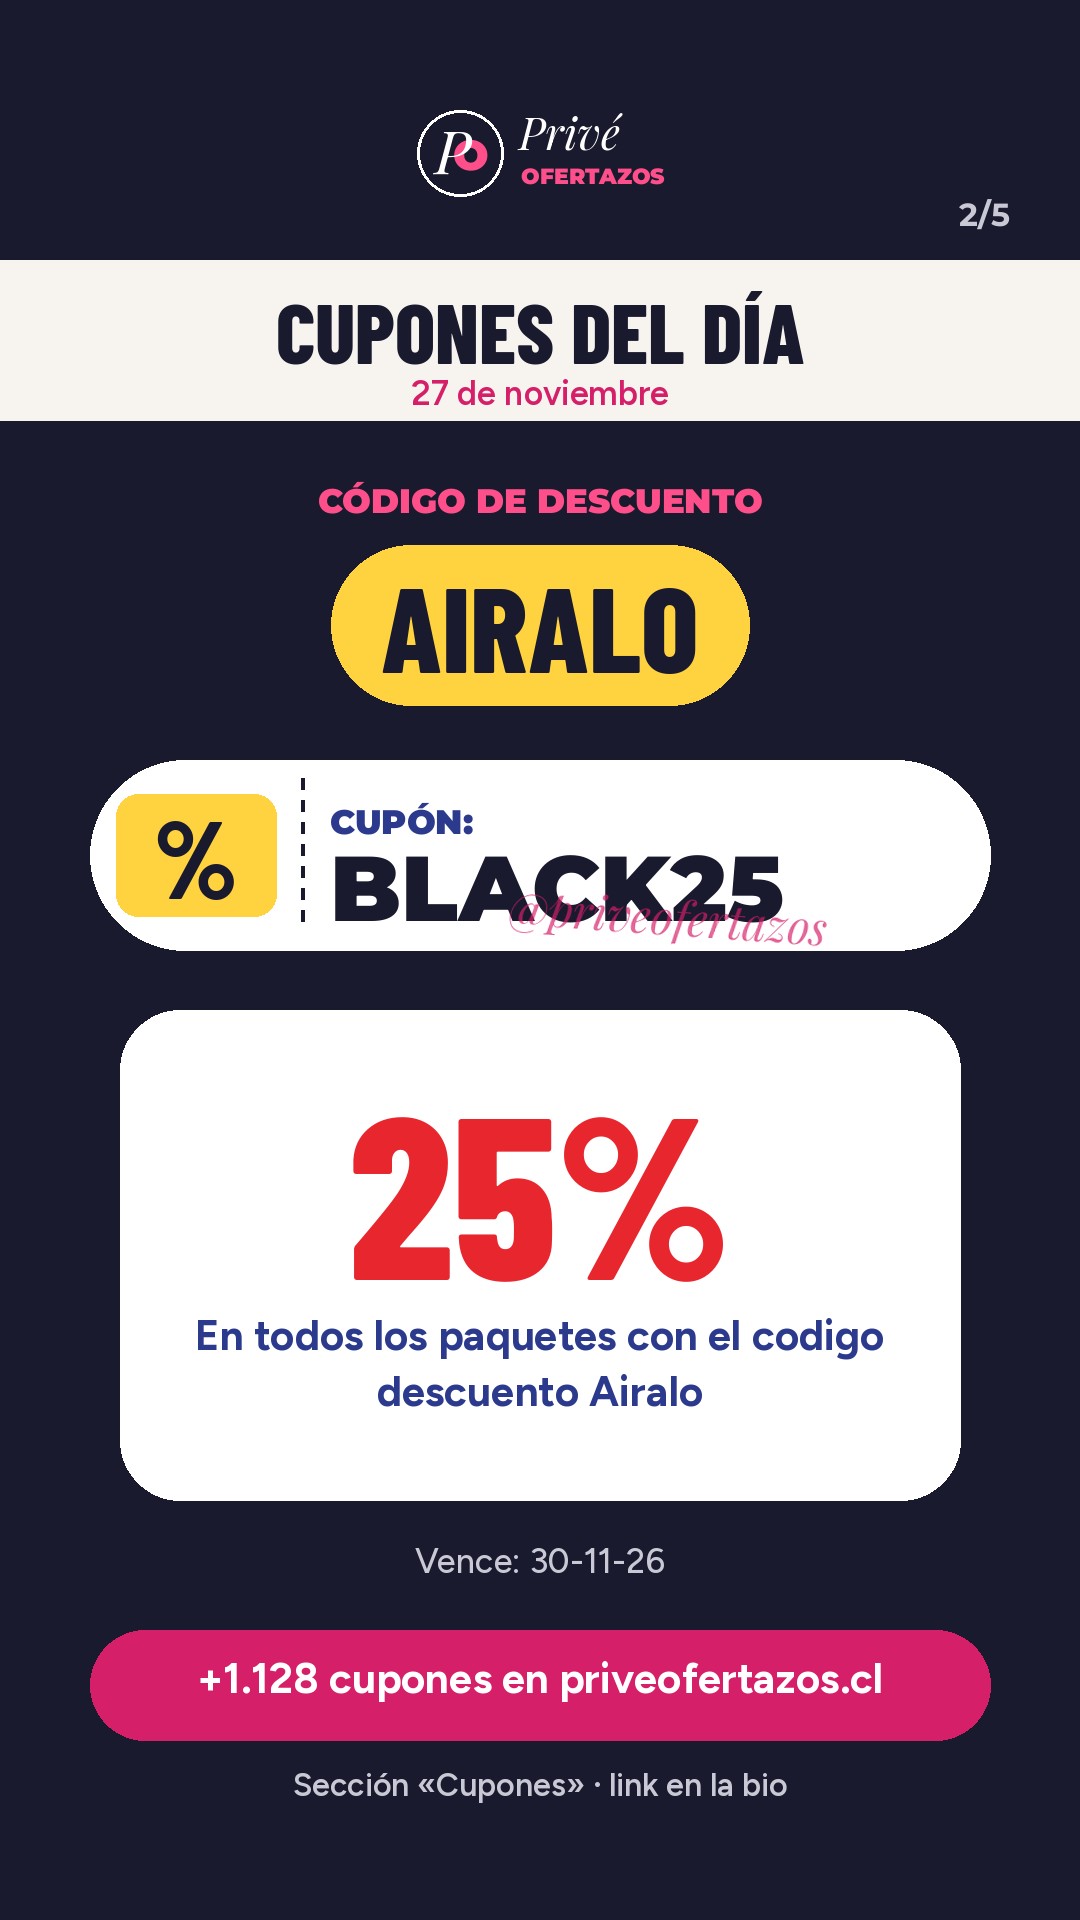 Po
Privé
OFERTAZOS
2/5
CUPONES DEL DÍA
27 de noviembre
CÓDIGO DE DESCUENTO
AIRALO
%
CUPÓN:
BLACK25
@priveofertazos
25%
En todos los paquetes con el codigo
descuento Airalo
Vence: 30-11-26
+1.128 cupones en priveofertazos.cl
Sección «Cupones» · link en la bio